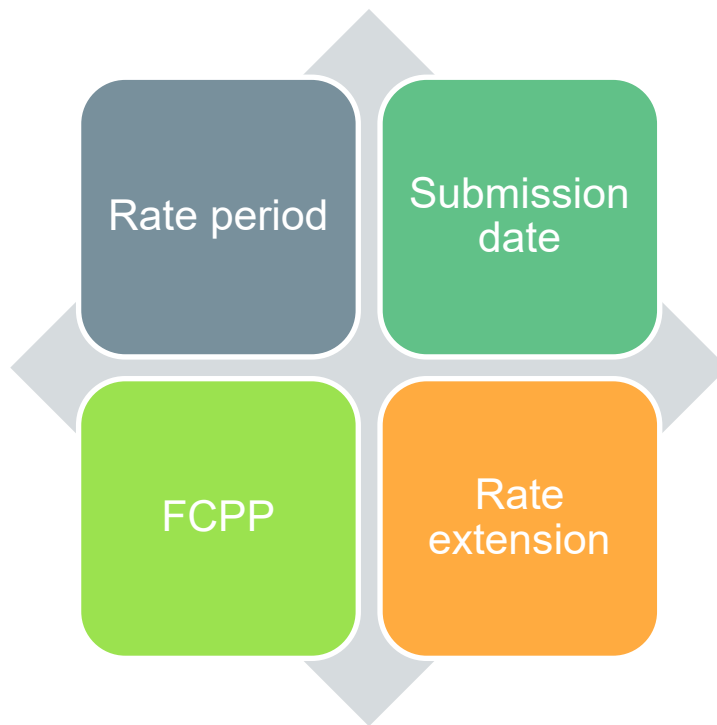 Rate period
Submission
date
FCPP
Rate
extension